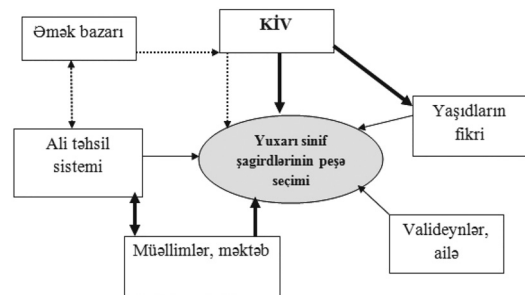 Əmək bazarı
KİV
Yaşıdların
fikri
Ali təhsil
sistemi
Yuxarı sinif
şagirdlərinin peşə
seçimi
Müəllimlər, məktəb
Valideynlər,
ailə